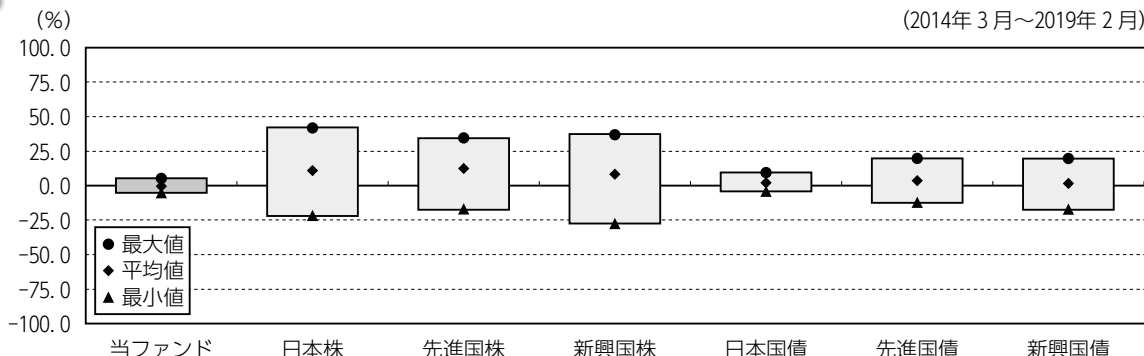 (%)
(2014年3月～2019年2月)
100.0
75.0
50.0
25.0
0.0
-25.0
-50.0
-75.0
-100.0
● 最大値
◆ 平均値
▲ 最小値
当ファンド 日本株 先進国株 新興国株 日本国債 先進国債 新興国債